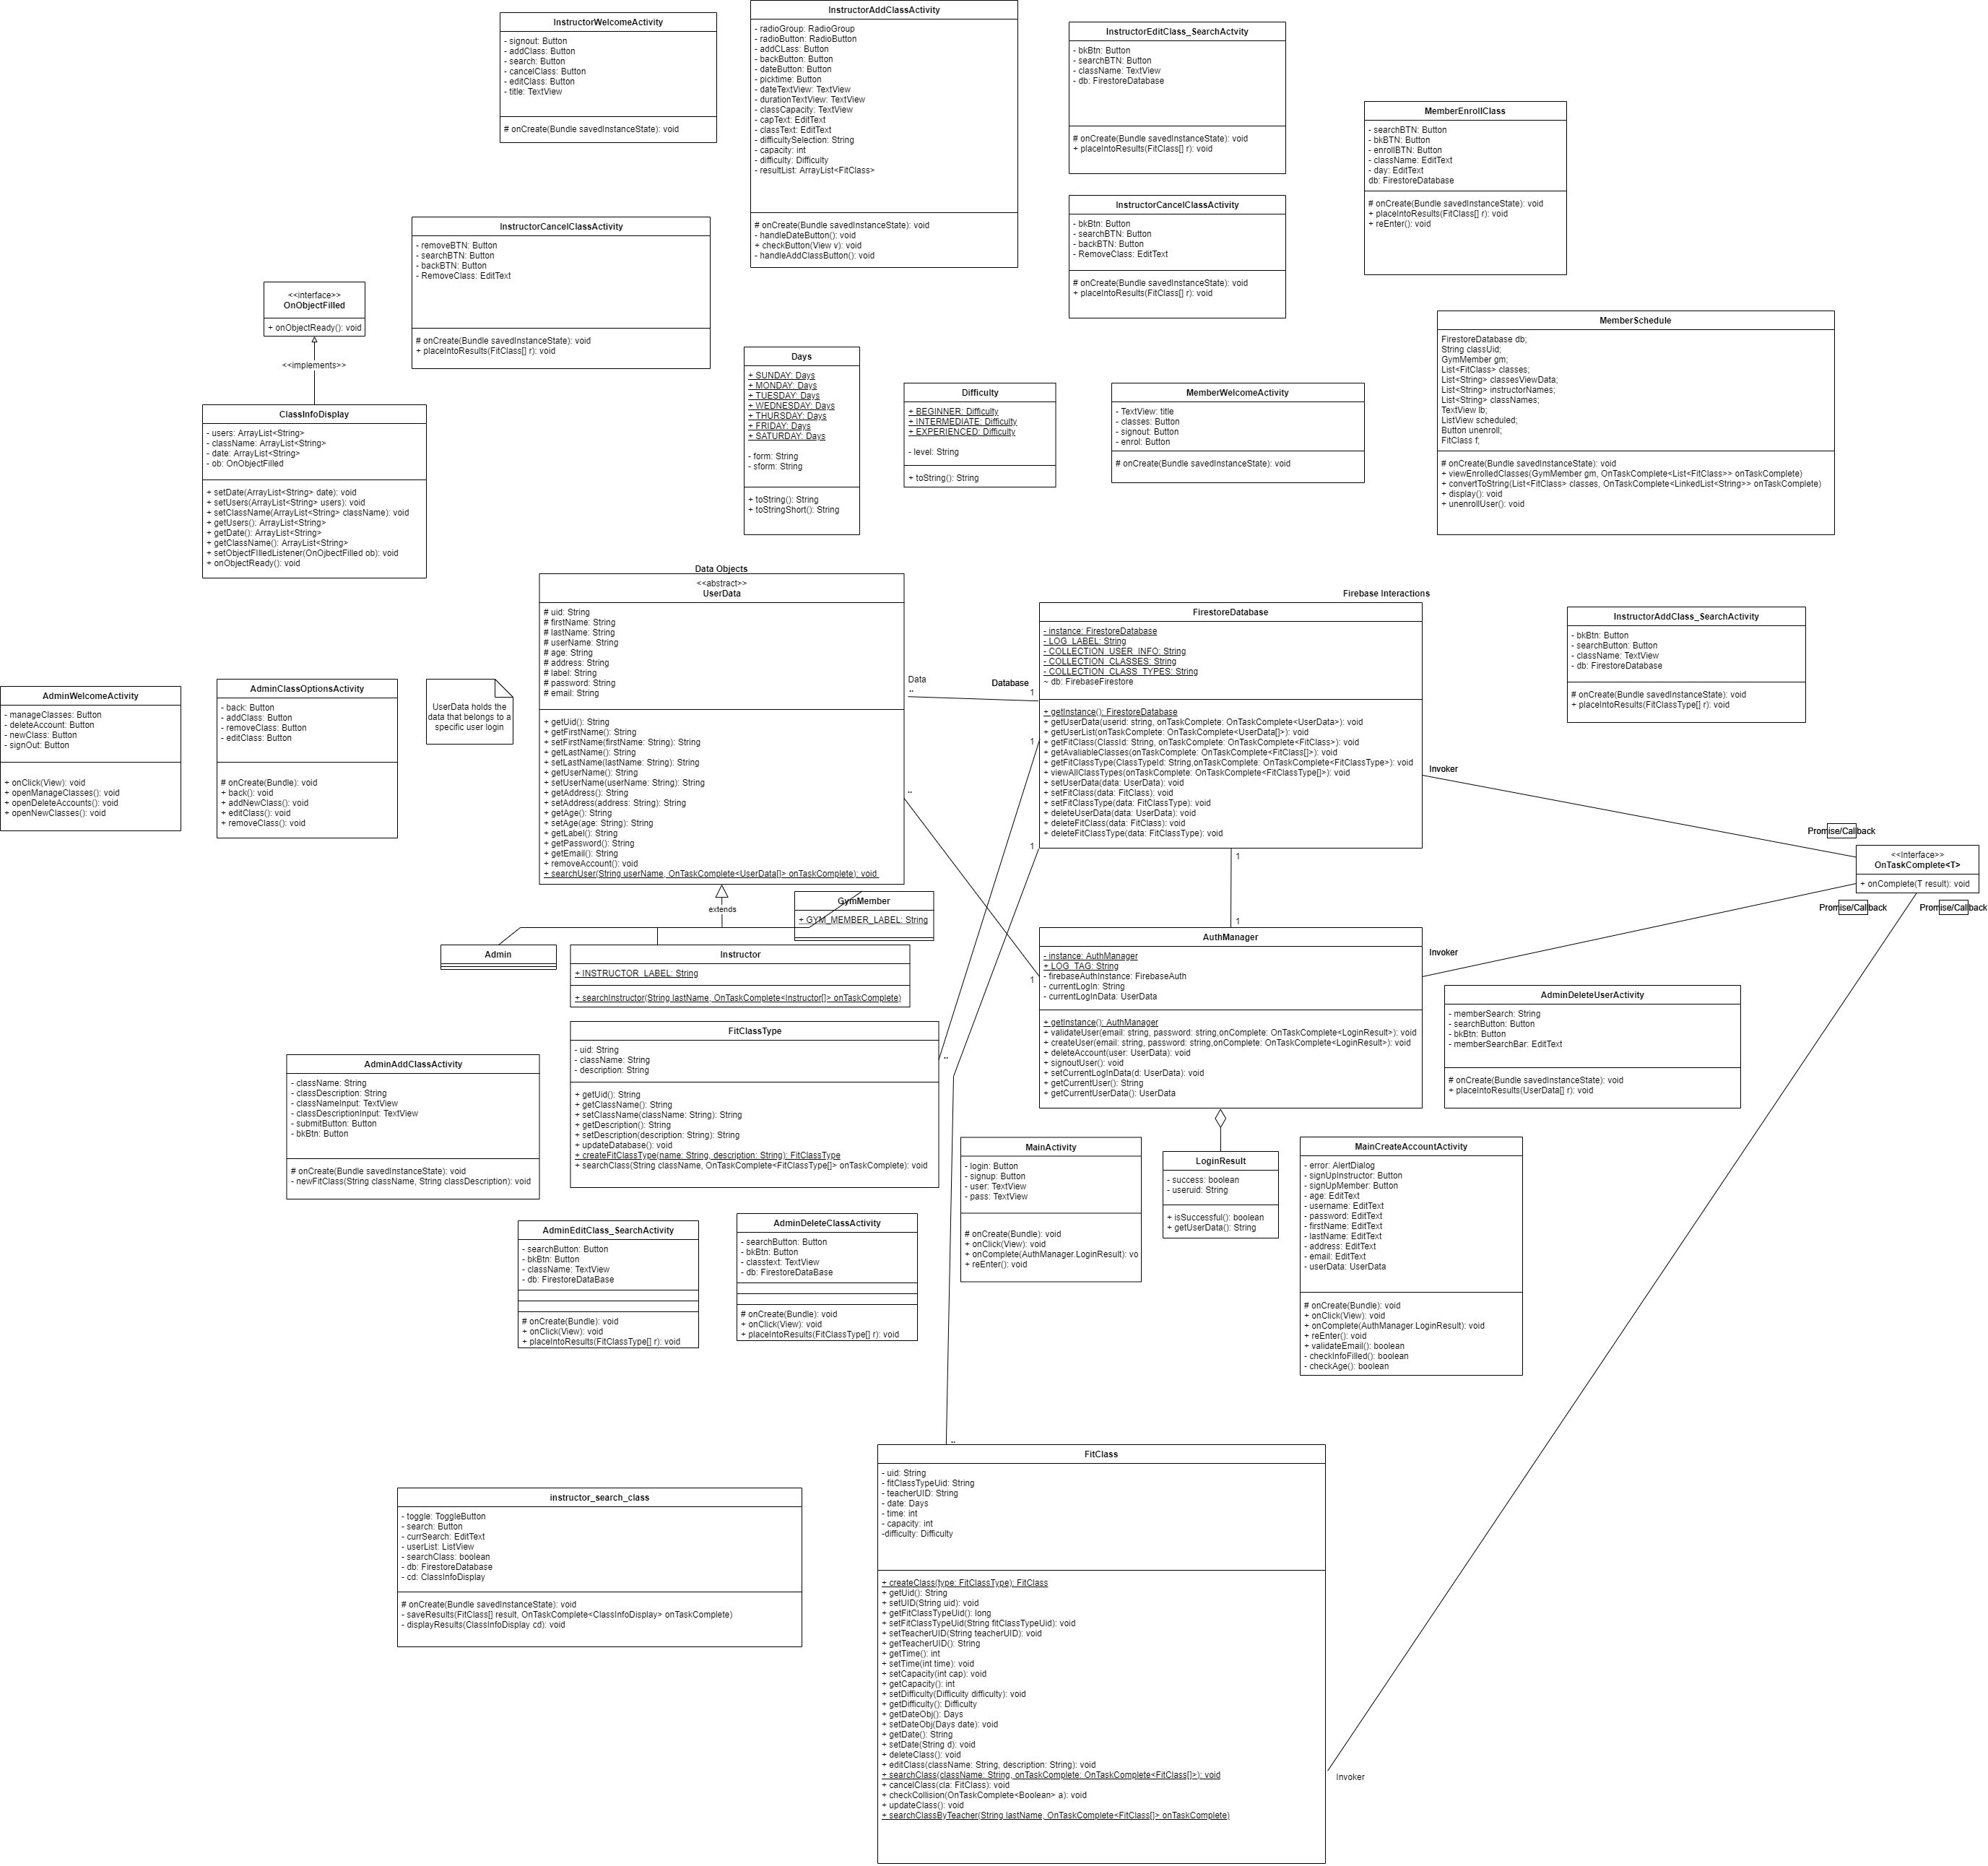 InstructorWelcomeActivity
- signout: Button
- addClass: Button
- search: Button
- cancelClass: Button
- editClass: Button
- title: TextView
# onCreate(Bundle savedInstanceState): void
InstructorAddClassActivity
- radioGroup: RadioGroup
- radioButton: RadioButton
- addCLass: Button
- backButton: Button
- dateButton: Button
- picktime: Button
- dateTextView: TextView
- durationTextView: TextView
- classCapacity: TextView
- capText: EditText
- classText: EditText
- difficultySelection: String
- capacity: int
- difficulty: Difficulty
- resultList: ArrayList<FitClass>
# onCreate(Bundle savedInstanceState): void
- handleDateButton(): void
+ checkButton(View v): void
- handleAddClassButton(): void
InstructorEditClass_SearchActvity
- bkBtn: Button
- searchBTN: Button
- className: TextView
- db: FirestoreDatabase
# onCreate(Bundle savedInstanceState): void
+ placeIntoResults(FitClass[] r): void
MemberEnrollClass
- searchBTN: Button
- bkBTN: Button
- enrollBTN: Button
- className: EditText
- day: EditText
db: FirestoreDatabase
# onCreate(Bundle savedInstanceState): void
+ placeIntoResults(FitClass[] r): void
+ reEnter(): void
InstructorCancelClassActivity
- removeBTN: Button
- searchBTN: Button
- backBTN: Button
- RemoveClass: EditText
# onCreate(Bundle savedInstanceState): void
+ placeIntoResults(FitClass[] r): void
InstructorCancelClassActivity
- bkBtn: Button
- searchBTN: Button
- backBTN: Button
- RemoveClass: EditText
# onCreate(Bundle savedInstanceState): void
+ placeIntoResults(FitClass[] r): void
<<interface>>
OnObjectFilled
+ onObjectReady(): void
<<implements>>
ClassInfoDisplay
- users: ArrayList<String>
- className: ArrayList<String>
- date: ArrayList<String>
- ob: OnObjectFilled
+ setDate(ArrayList<String> date): void
+ setUsers(ArrayList<String> users): void
+ setClassName(ArrayList<String> className): void
+ getUsers(): ArrayList<String>
+ getDate(): ArrayList<String>
+ getClassName(): ArrayList<String>
+ setObjectFIlledListener(OnOjbectFilled ob): void
+ onObjectReady(): void
Days
+ SUNDAY: Days
+ MONDAY: Days
+ TUESDAY: Days
+ WEDNESDAY: Days
+ THURSDAY: Days
+ FRIDAY: Days
+ SATURDAY: Days
- form: String
- sform: String
+ toString(): String
+ toStringShort(): String
Difficulty
+ BEGINNER: Difficulty
+ INTERMEDIATE: Difficulty
+ EXPERIENCED: Difficulty
- level: String
+ toString(): String
MemberWelcomeActivity
- TextView: title
- classes: Button
- signout: Button
- enrol: Button
# onCreate(Bundle savedInstanceState): void
MemberSchedule
FirestoreDatabase db;
String classUid;
GymMember gm;
List<FitClass> classes;
List<String> classesViewData;
List<String> instructorNames;
List<String> classNames;
TextView lb;
ListView scheduled;
Button unenroll;
FitClass f;
# onCreate(Bundle savedInstanceState): void
+ viewEnrolledClasses(GymMember gm, OnTaskComplete<List<FitClass>> onTaskComplete)
+ convertToString(List<FitClass> classes, OnTaskComplete<LinkedList<String>> onTaskComplete)
+ display(): void
+ unenrollUser(): void
Data Objects
<<abstract>>
UserData
# uid: String
# firstName: String
# lastName: String
# userName: String
# age: String
# address: String
# label: String
# password: String
# email: String
+ getUid(): String
+ getFirstName(): String
+ setFirstName(firstName: String): String
+ getLastName(): String
+ setLastName(lastName: String): String
+ getUserName(): String
+ setUserName(userName: String): String
+ getAddress(): String
+ setAddress(address: String): String
+ getAge(): String
+ setAge(age: String): String
+ getLabel(): String
+ getPassword(): String
+ getEmail(): String
+ removeAccount(): void
+ searchUser(String userName, OnTaskComplete<UserData[]> onTaskComplete): void
Data
..
Database
1
Firebase Interactions
FirestoreDatabase
- instance: FirestoreDatabase
- LOG_LABEL: String
- COLLECTION_USER_INFO: String
- COLLECTION_CLASSES: String
- COLLECTION_CLASS_TYPES: String
~ db: FirebaseFirestore
+ getInstance(): FirestoreDatabase
+ getUserData(userid: string, onTaskComplete: OnTaskComplete<UserData>): void
+ getUserList(onTaskComplete: OnTaskComplete<UserData[]>): void
+ getFitClass(ClassId: String, onTaskComplete: OnTaskComplete<FitClass>): void
+ getAvaliableClasses(onTaskComplete: OnTaskComplete<FitClass[]>): void
+ getFitClassType(ClassTypeId: String,onTaskComplete: OnTaskComplete<FitClassType>): void
+ viewAllClassTypes(onTaskComplete: OnTaskComplete<FitClassType[]>): void
+ setUserData(data: UserData): void
+ setFitClass(data: FitClass): void
+ setFitClassType(data: FitClassType): void
+ deleteUserData(data: UserData): void
+ deleteFitClass(data: FitClass): void
+ deleteFitClassType(data: FitClassType): void
1
1
..
1
1
1
InstructorAddClass_SearchActivity
- bkBtn: Button
- searchButton: Button
- className: TextView
- db: FirestoreDatabase
# onCreate(Bundle savedInstanceState): void
+ placeIntoResults(FitClassType[] r): void
AdminWelcomeActivity
- manageClasses: Button
- deleteAccount: Button
- newClass: Button
- signOut: Button
+ onClick(View): void
+ openManageClasses(): void
+ openDeleteAccounts(): void
+ openNewClasses(): void
AdminClassOptionsActivity
- back: Button
- addClass: Button
- removeClass: Button
- editClass: Button
# onCreate(Bundle): void
+ back(): void
+ addNewClass(): void
+ editClass(): void
+ removeClass(): void
UserData holds the
data that belongs to a
specific user login
Invoker
Promise/Callback
<<Interface>>
OnTaskComplete<T>
+ onComplete(T result): void
Promise/Callback
Promise/Callback
extends
GymMember
+ GYM_MEMBER_LABEL: String
Admin
Instructor
+ INSTRUCTOR_LABEL: String
+ searchInstructor(String lastName, OnTaskComplete<Instructor[]> onTaskComplete)
1
AuthManager
- instance: AuthManager
+ LOG_TAG: String
- firebaseAuthInstance: FirebaseAuth
- currentLogIn: String
- currentLogInData: UserData
+ getInstance(): AuthManager
+ validateUser(email: string, password: string,onComplete: OnTaskComplete<LoginResult>): void
+ createUser(email: string, password: string,onComplete: OnTaskComplete<LoginResult>): void
+ deleteAccount(user: UserData): void
+ signoutUser(): void
+ setCurrentLogInData(d: UserData): void
+ getCurrentUser(): String
+ getCurrentUserData(): UserData
Invoker
AdminDeleteUserActivity
- memberSearch: String
- searchButton: Button
- bkBtn: Button
- memberSearchBar: EditText
# onCreate(Bundle savedInstanceState): void
+ placeIntoResults(UserData[] r): void
FitClassType
- uid: String
- className: String
- description: String
+ getUid(): String
+ getClassName(): String
+ setClassName(className: String): String
+ getDescription(): String
+ setDescription(description: String): String
+ updateDatabase(): void
+ createFitClassType(name: String, description: String): FitClassType
+ searchClass(String className, OnTaskComplete<FitClassType[]> onTaskComplete): void
..
AdminAddClassActivity
- className: String
- classDescription: String
- classNameInput: TextView
- classDescriptionInput: TextView
- submitButton: Button
- bkBtn: Button
# onCreate(Bundle savedInstanceState): void
- newFitClass(String className, String classDescription): void
MainActivity
- login: Button
- signup: Button
- user: TextView
- pass: TextView
# onCreate(Bundle): void
+ onClick(View): void
+ onComplete(AuthManager.LoginResult): vo
+ reEnter(): void
LoginResult
- success: boolean
- useruid: String
+ isSuccessful(): boolean
+ getUserData(): String
MainCreateAccountActivity
- error: AlertDialog
- signUpInstructor: Button
- signUpMember: Button
- age: EditText
- username: EditText
- password: EditText
- firstName: EditText
- lastName: EditText
- address: EditText
- email: EditText
- userData: UserData
# onCreate(Bundle): void
+ onClick(View): void
+ onComplete(AuthManager.LoginResult): void
+ reEnter(): void
+ validateEmail(): boolean
- checkInfoFilled(): boolean
- checkAge(): boolean
AdminEditClass_SearchActivity
- searchButton: Button
- bkBtn: Button
- className: TextView
- db: FirestoreDataBase
# onCreate(Bundle): void
+ onClick(View): void
+ placeIntoResults(FitClassType[] r): void
AdminDeleteClassActivity
- searchButton: Button
- bkBtn: Button
- classtext: TextView
- db: FirestoreDataBase
# onCreate(Bundle): void
+ onClick(View): void
+ placeIntoResults(FitClassType[] r): void
..
FitClass
- uid: String
- fitClassTypeUid: String
- teacherUID: String
- date: Days
- time: int
- capacity: int
-difficulty: Difficulty
+ createClass(type: FitClassType): FitClass
+ getUid(): String
+ setUID(String uid): void
+ getFitClassTypeUid(): long
+ setFitClassTypeUid(String fitClassTypeUid): void
+ setTeacherUID(String teacherUID): void
+ getTeacherUID(): String
+ getTime(): int
+ setTime(int time): void
+ setCapacity(int cap): void
+ getCapacity(): int
+ setDifficulty(Difficulty difficulty): void
+ getDifficulty(): Difficulty
+ getDateObj(): Days
+ setDateObj(Days date): void
+ getDate(): String
+ setDate(String d): void
+ deleteClass(): void
+ editClass(className: String, description: String): void
+ searchClass(className: String, onTaskComplete: OnTaskComplete<FitClass[]>): void
+ cancelClass(cla: FitClass): void
+ checkCollision(OnTaskComplete<Boolean> a): void
+ updateClass(): void
+ searchClassByTeacher(String lastName, OnTaskComplete<FitClass[]> onTaskComplete)
Invoker
instructor_search_class
- toggle: ToggleButton
- search: Button
- currSearch: EditText
- userList: ListView
- searchClass: boolean
- db: FirestoreDatabase
- cd: ClassInfoDisplay
# onCreate(Bundle savedInstanceState): void
- saveResults(FitClass[] result, OnTaskComplete<ClassInfoDisplay> onTaskComplete)
- displayResults(ClassInfoDisplay cd): void